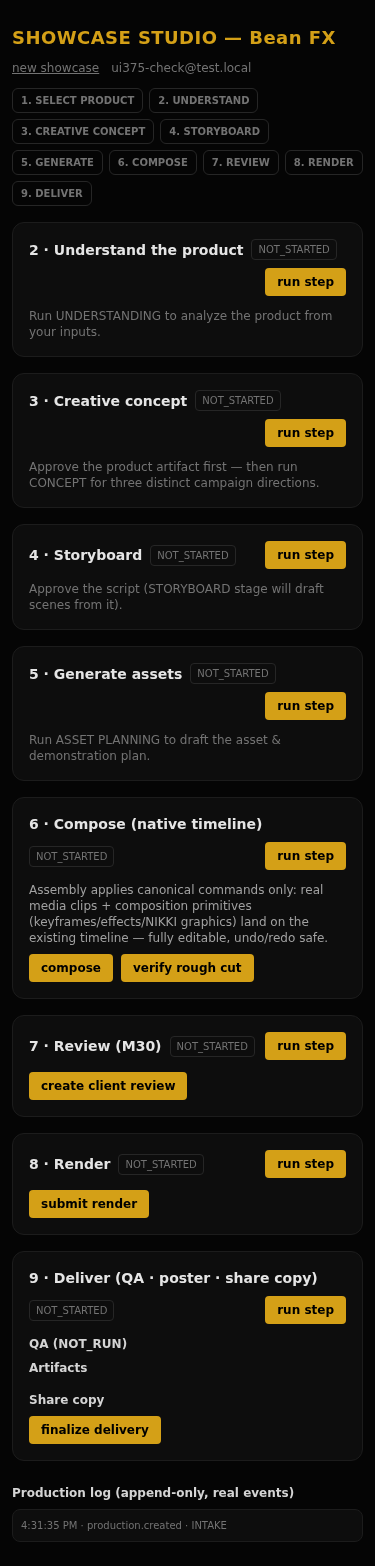 SHOWCASE STUDIO — Bean FX
new showcase ui375-check@test.local
1. SELECT PRODUCT 2. UNDERSTAND
3. CREATIVE CONCEPT 4. STORYBOARD
5. GENERATE 6. COMPOSE 7. REVIEW 8. RENDER
9. DELIVER
2 · Understand the product NOT_STARTED
run step
Run UNDERSTANDING to analyze the product from
your inputs.
3 · Creative concept NOT_STARTED
run step
Approve the product artifact first — then run
CONCEPT for three distinct campaign directions.
4 · Storyboard NOT_STARTED run step
Approve the script (STORYBOARD stage will draft
scenes from it).
5 · Generate assets NOT_STARTED
run step
Run ASSET PLANNING to draft the asset &
demonstration plan.
6 · Compose (native timeline)
NOT_STARTED run step
Assembly applies canonical commands only: real
media clips + composition primitives
(keyframes/effects/NIKKI graphics) land on the
existing timeline — fully editable, undo/redo safe.
compose verify rough cut
7 · Review (M30) NOT_STARTED run step
create client review
8 · Render NOT_STARTED run step
submit render
9 · Deliver (QA · poster · share copy)
NOT_STARTED run step
QA (NOT_RUN)
Artifacts
Share copy
finalize delivery
Production log (append-only, real events)
4:31:35 PM · production.created · INTAKE